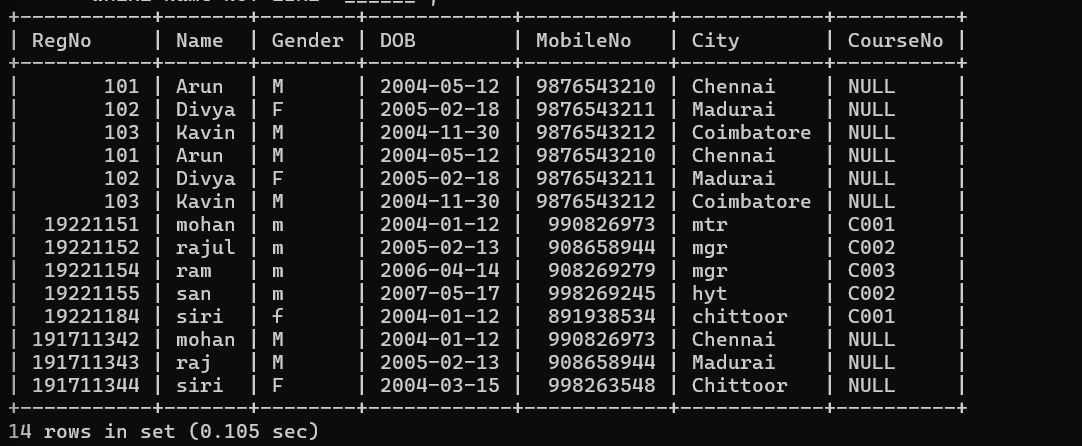 | RegNo     | Name  | Gender | DOB        | MobileNo   | City       | CourseNo |
|       101 | Arun  | M      | 2004-05-12 | 9876543210 | Chennai    | NULL     |
|       102 | Divya | F      | 2005-02-18 | 9876543211 | Madurai    | NULL     |
|       103 | Kavin | M      | 2004-11-30 | 9876543212 | Coimbatore | NULL     |
|       101 | Arun  | M      | 2004-05-12 | 9876543210 | Chennai    | NULL     |
|       102 | Divya | F      | 2005-02-18 | 9876543211 | Madurai    | NULL     |
|       103 | Kavin | M      | 2004-11-30 | 9876543212 | Coimbatore | NULL     |
|  19221151 | mohan | m      | 2004-01-12 |  990826973 | mtr        | C001     |
|  19221152 | rajul | m      | 2005-02-13 |  908658944 | mgr        | C002     |
|  19221154 | ram   | m      | 2006-04-14 |  908269279 | mgr        | C003     |
|  19221155 | san   | m      | 2007-05-17 |  998269245 | hyt        | C002     |
|  19221184 | siri  | f      | 2004-01-12 |  891938534 | chittoor   | C001     |
| 191711342 | mohan | M      | 2004-01-12 |  990826973 | Chennai    | NULL     |
| 191711343 | raj   | M      | 2005-02-13 |  908658944 | Madurai    | NULL     |
| 191711344 | siri  | F      | 2004-03-15 |  998263548 | Chittoor   | NULL     |
14 rows in set (0.105 sec)